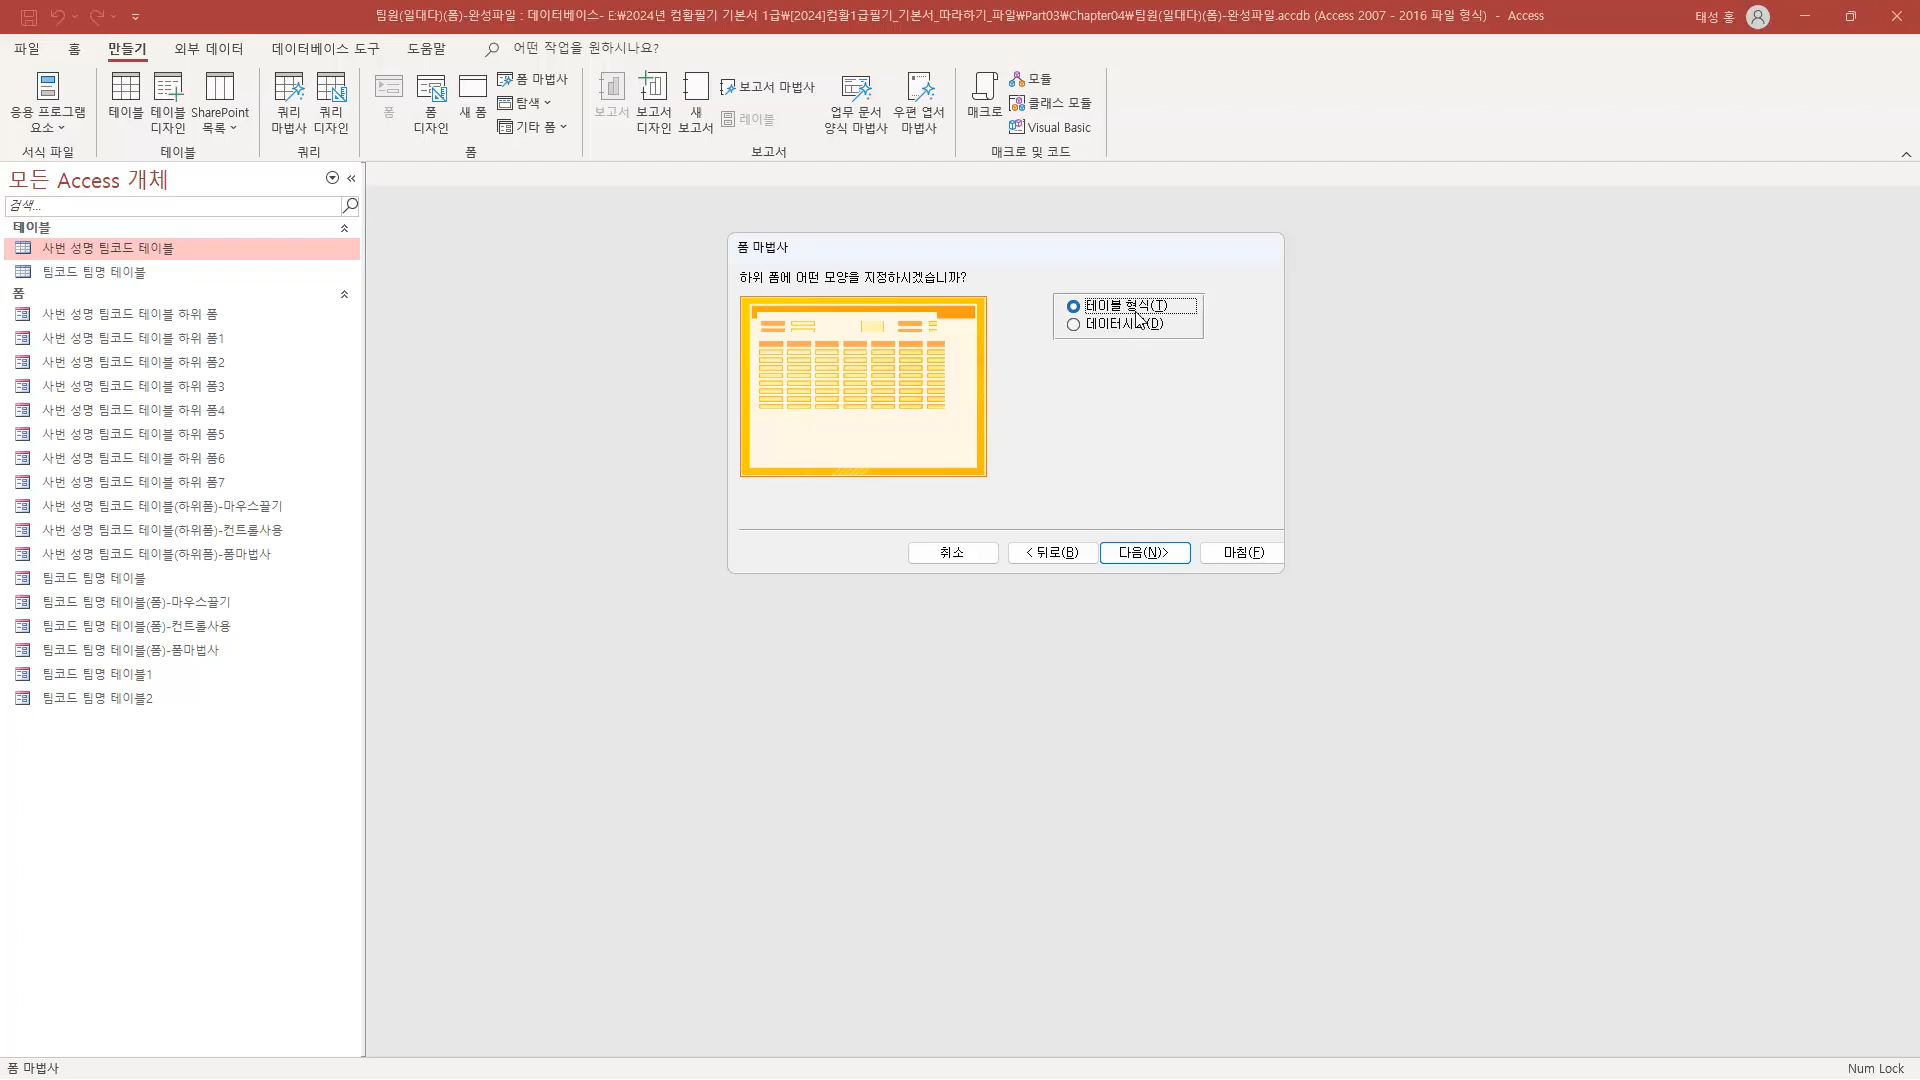 팀원(일대다)(폼)-완성파일 : 데이터베이스- E:₩2024년 컴활필기 기본서 1급₩[2024]컴활1급필기_기본서_따라하기_파일₩Part03₩Chapter04₩팀원(일대다)(폼)-완성파일.accdb (Access 2007 - 2016 파일 형식) - Access
태성 홍
파일 홈 만들기 외부 데이터 데이터베이스 도구 도움말 어떤 작업을 원하시나요?
응용 프로그램 요소
서식 파일
테이블
테이블 디자인
SharePoint 목록
테이블
쿼리 마법사
쿼리 디자인
쿼리
폼
폼 디자인
새 폼
폼 마법사
탐색
기타 폼
폼
보고서
보고서 디자인
새 보고서
보고서 마법사
레이블
업무 문서 양식 마법사
우편 엽서 마법사
보고서
매크로
모듈
클래스 모듈
Visual Basic
매크로 및 코드
모든 Access 개체
검색...
테이블
사번 성명 팀코드 테이블
팀코드 팀명 테이블
폼
사번 성명 팀코드 테이블 하위 폼
사번 성명 팀코드 테이블 하위 폼1
사번 성명 팀코드 테이블 하위 폼2
사번 성명 팀코드 테이블 하위 폼3
사번 성명 팀코드 테이블 하위 폼4
사번 성명 팀코드 테이블 하위 폼5
사번 성명 팀코드 테이블 하위 폼6
사번 성명 팀코드 테이블 하위 폼7
사번 성명 팀코드 테이블(하위폼)-마우스끌기
사번 성명 팀코드 테이블(하위폼)-컨트롤사용
사번 성명 팀코드 테이블(하위폼)-폼마법사
팀코드 팀명 테이블
팀코드 팀명 테이블(폼)-마우스끌기
팀코드 팀명 테이블(폼)-컨트롤사용
팀코드 팀명 테이블(폼)-폼마법사
팀코드 팀명 테이블1
팀코드 팀명 테이블2
폼 마법사
하위 폼에 어떤 모양을 지정하시겠습니까?
테이블 형식(T)
데이터시(D)
취소
< 뒤로(B)
다음(N)>
마침(F)
폼 마법사
Num Lock